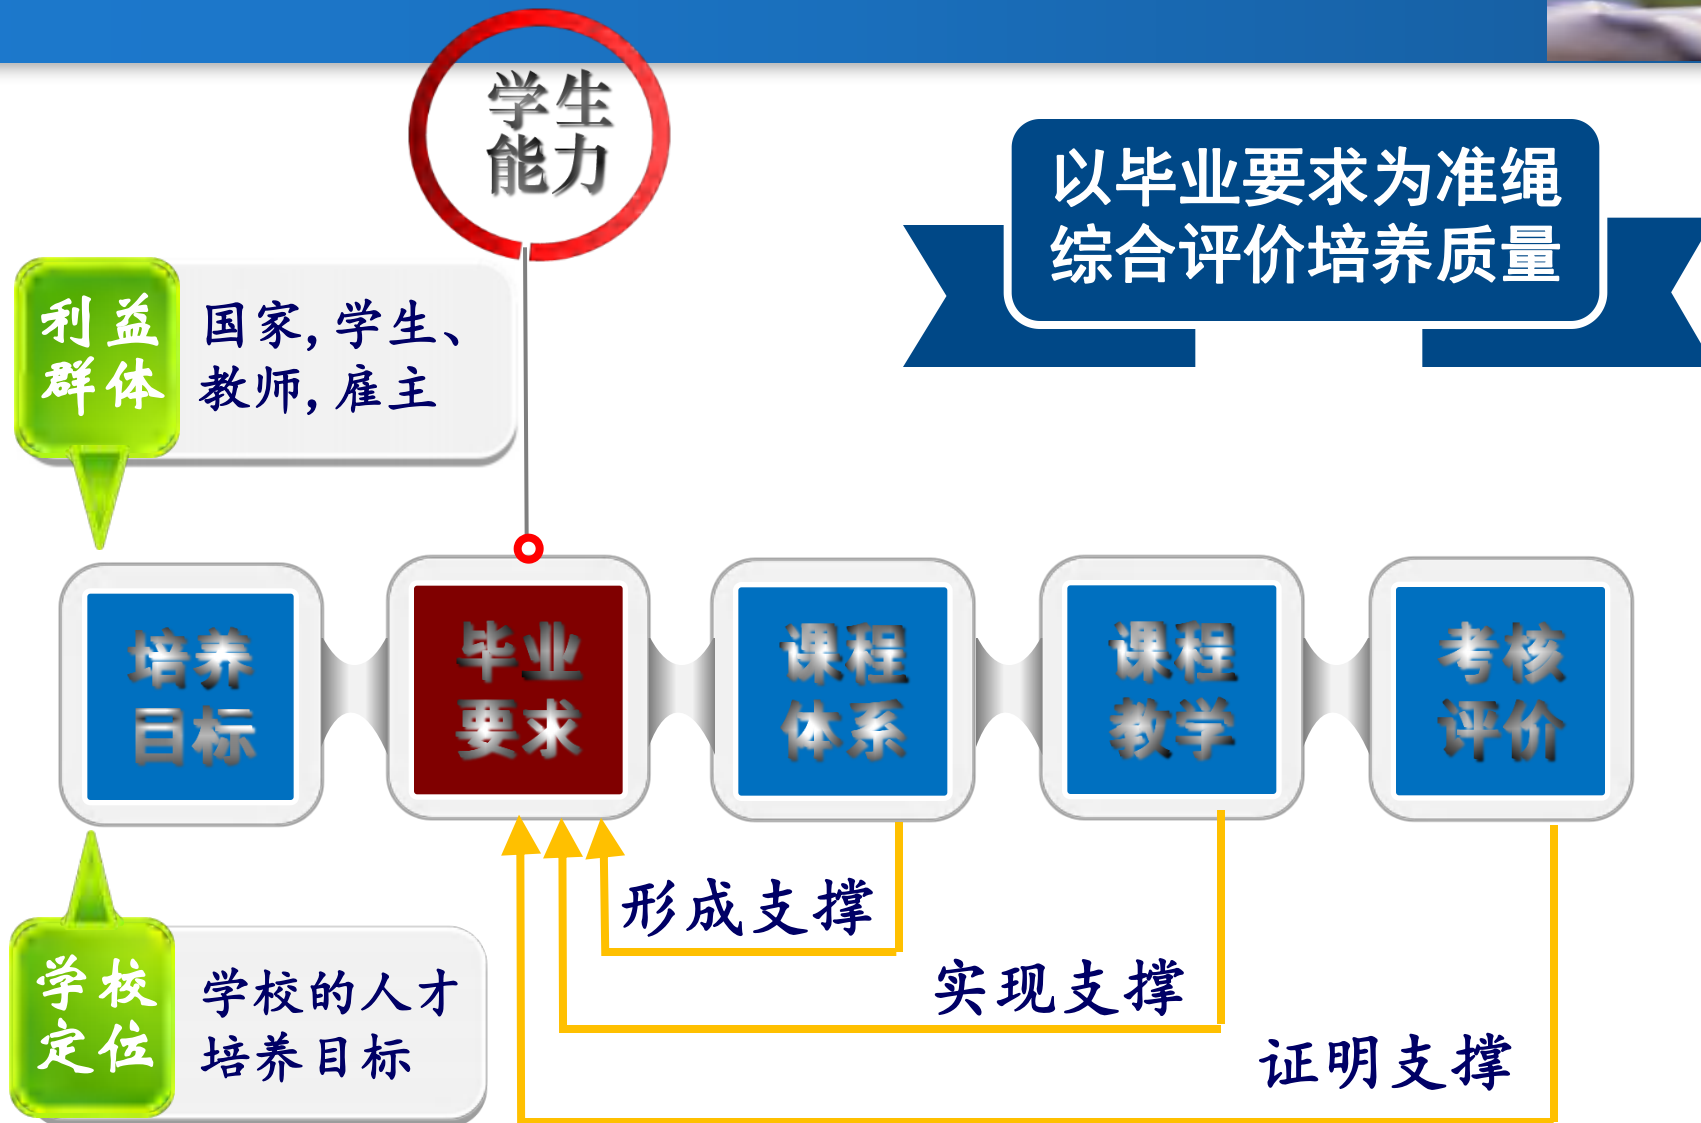 学生
能力
以毕业要求为准绳
综合评价培养质量
利益
群体
国家,学生、
教师,雇主
培养
目标
毕业
要求
课程
体系
课程
教学
考核
评价
形成支撑
实现支撑
证明支撑
学校
定位
学校的人才
培养目标